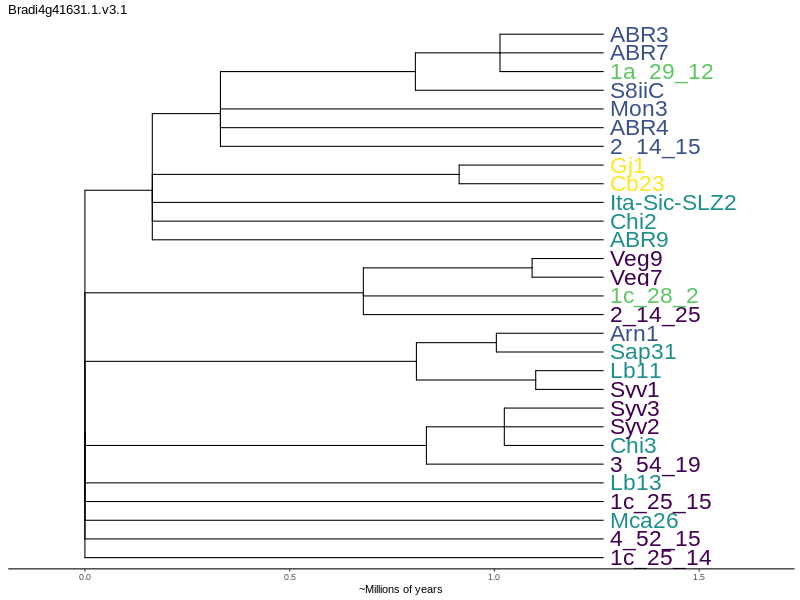 Bradi4g41631.1.v3.1
ABR3
ABR7
1a_29_12
S8iiC
Mon3
ABR4
2_14_15
Gj1
Cb23
Ita-Sic-SLZ2
Chi2
ABR9
Veg9
Veg7
1c_28_2
2_14_25
Arn1
Sap31
Lb11
Syv1
Syv3
Syv2
Chi3
3_54_19
Lb13
1c_25_15
Mca26
4_52_15
1c_25_14
0.0 0.5 1.0 1.5
~Millions of years